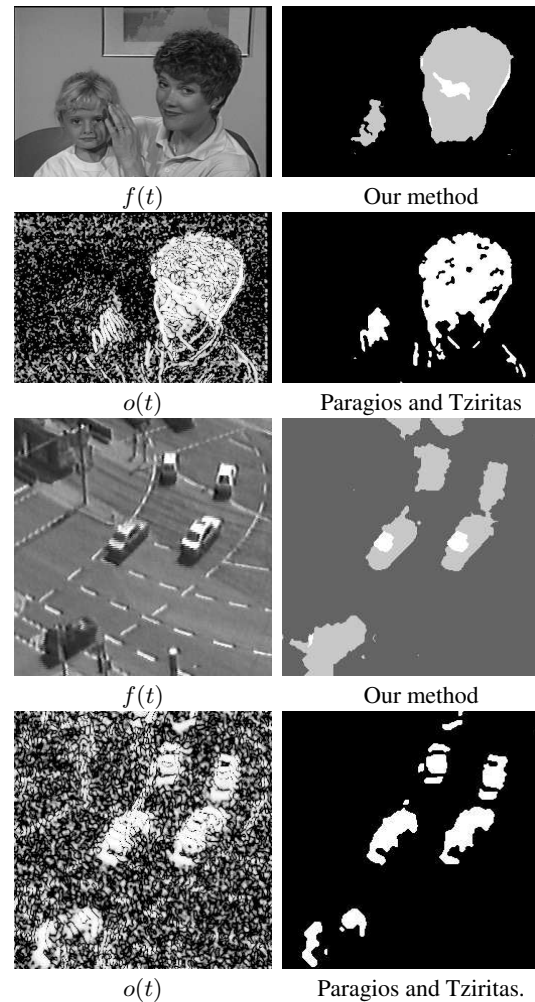 f(t) Our method
o(t) Paragios and Tziritas
f(t) Our method
o(t) Paragios and Tziritas.